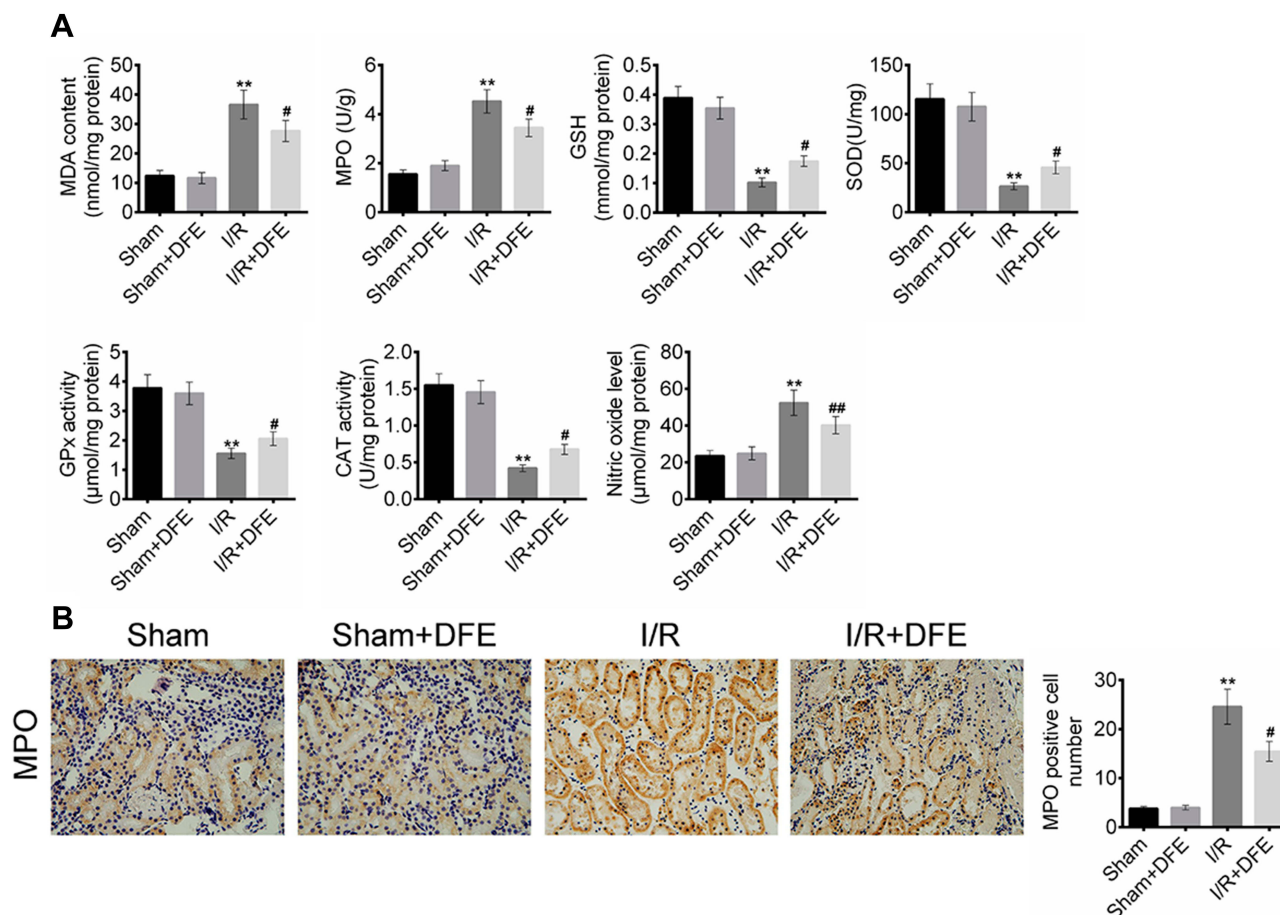 A
MDA content
(nmol/mg protein)
50
40
30
20
10
0
**
#
Sham
Sham+DFE
I/R
I/R+DFE
MPO (U/g)
6
4
2
0
**
#
Sham
Sham+DFE
I/R
I/R+DFE
GSH
(mmol/mg protein)
0.5
0.4
0.3
0.2
0.1
0.0
**
#
Sham
Sham+DFE
I/R
I/R+DFE
SOD(U/mg)
150
100
50
0
**
#
Sham
Sham+DFE
I/R
I/R+DFE
GPx activity
(μmol/mg protein)
5
4
3
2
1
0
**
#
Sham
Sham+DFE
I/R
I/R+DFE
CAT activity
(U/mg protein)
2.0
1.5
1.0
0.5
0.0
**
#
Sham
Sham+DFE
I/R
I/R+DFE
Nitric oxide level
(μmol/mg protein)
80
60
40
20
0
**
##
Sham
Sham+DFE
I/R
I/R+DFE
B
Sham
Sham+DFE
I/R
I/R+DFE
MPO
MPO positive cell
number
30
20
10
0
**
#
Sham
Sham+DFE
I/R
I/R+DFE